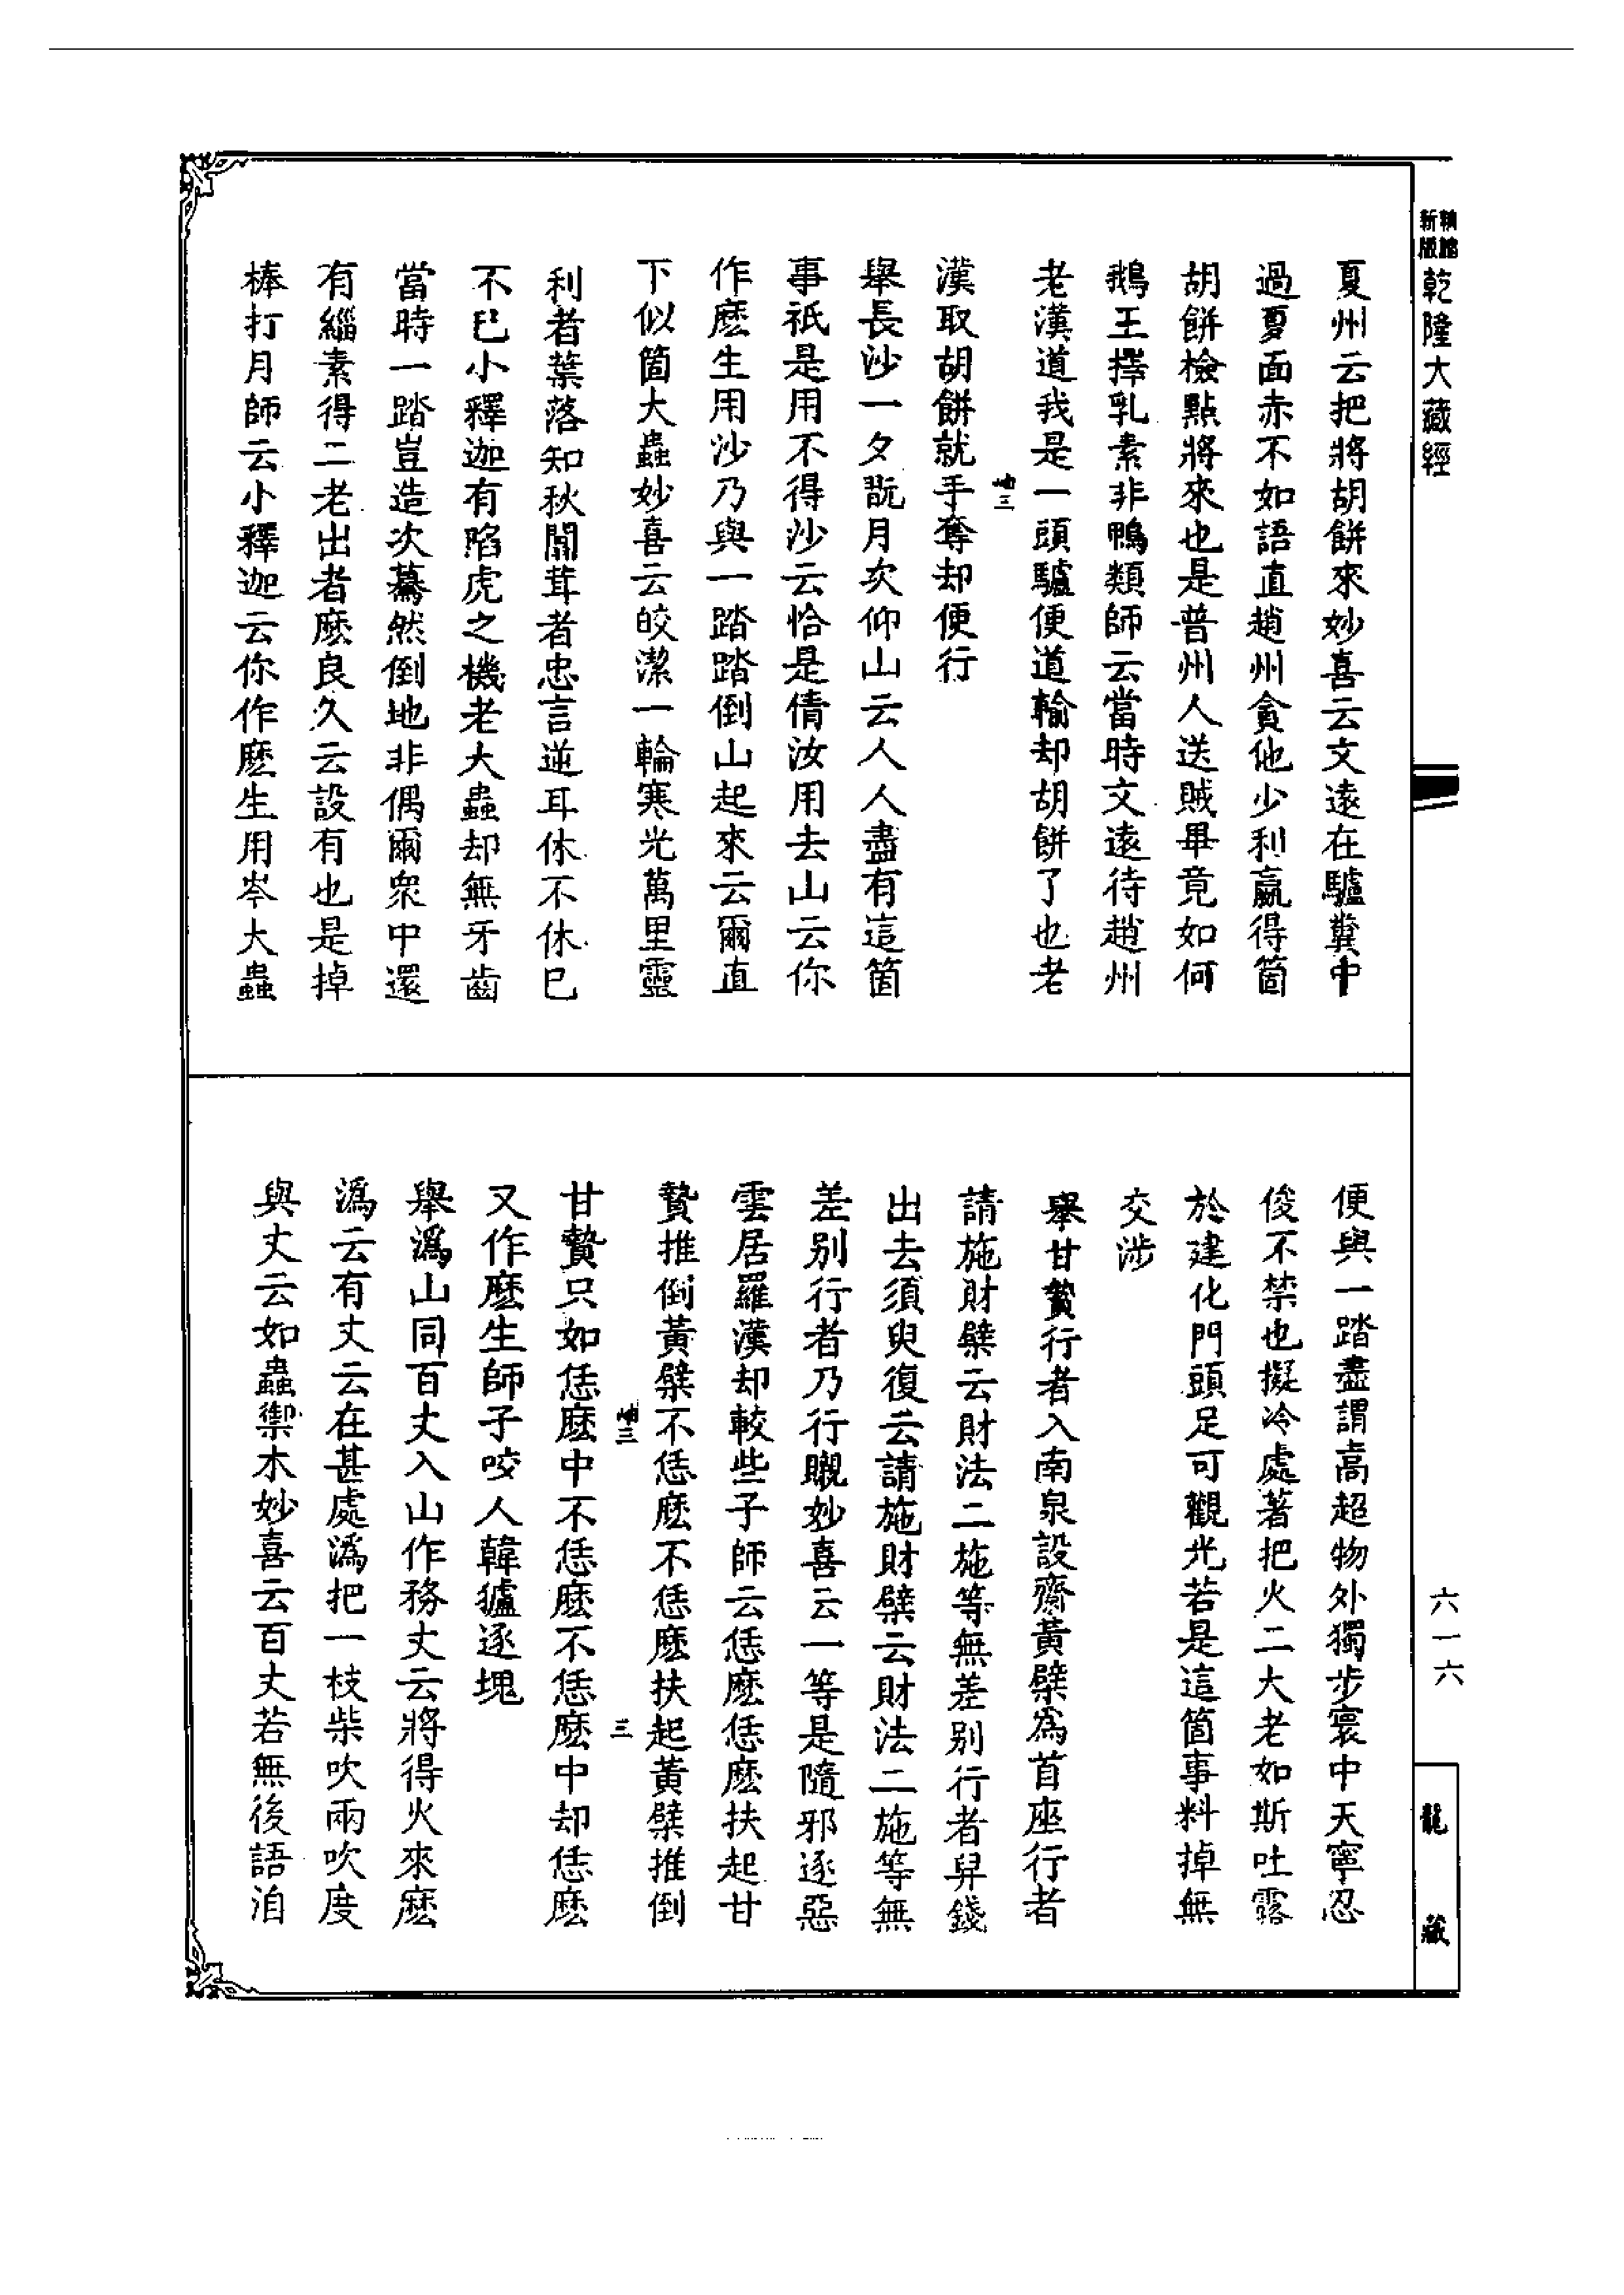 新版
乾隆大藏經
夏州云把將胡餅來妙喜云文遠在驢糞中
過夏面赤不如語直趙州貪他少利贏得箇
胡餅檢點將來也是普州人送賊畢竟如何
鵝王擇乳素非鴨類師云當時文遠待趙州
老漢道我是一頭驢便道輸却胡餅了也老
漢取胡餅就手奪却便行
舉長沙一夕翫月次仰山云人人盡有這箇
事祇是用不得沙云恰是倩汝用去山云你
作麽生用沙乃與一踏踏倒山起來云爾直
下似箇大蟲妙喜云皎潔一輪寒光萬里靈
利者葉落知秋闒茸者忠言逆耳休不休已
不已小釋迦有陷虎之機老大蟲却無牙齒
當時一踏豈造次驀然倒地非偶爾衆中還
有緇素得二老出者麽良久云設有也是掉
棒打月師云小釋迦云你作麽生用岑大蟲
便與一踏盡謂高超物外獨步寰中天寧忍
俊不禁也擬冷處著把火二大老如斯吐露
於建化門頭足可觀光若是這箇事料掉無
交涉
舉甘贄行者入南泉設齋黃檗爲首座行者
請施財檗云財法二施等無差別行者舁錢
出去須臾復云請施財檗云財法二施等無
差別行者乃行䞋妙喜云一等是隨邪逐惡
雲居羅漢却較些子師云恁麽恁麽扶起甘
贄推倒黃檗不恁麽不恁麽扶起黃檗推倒
甘贄只如恁麽中不恁麽不恁麽中却恁麽
又作麽生師子咬人韓獹逐塊
舉潙山同百丈入山作務丈云將得火來麽
潙云有丈云在甚處潙把一枝柴吹兩吹度
與丈云如蟲禦木妙喜云百丈若無後語洎
六一六
龍藏